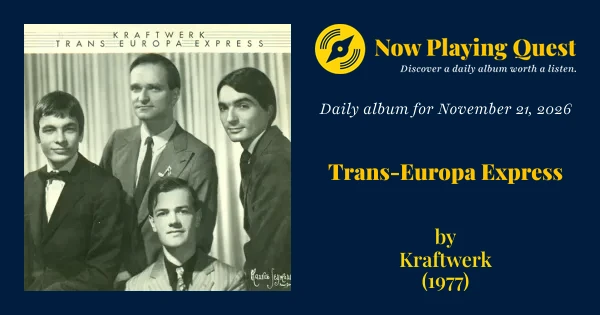 KRAFTWERK
TRANS EUROPA EXPRESS
Now Playing Quest
Discover a daily album worth a listen.
Daily album for November 21, 2026
Trans-Europa Express
by
Kraftwerk
(1977)